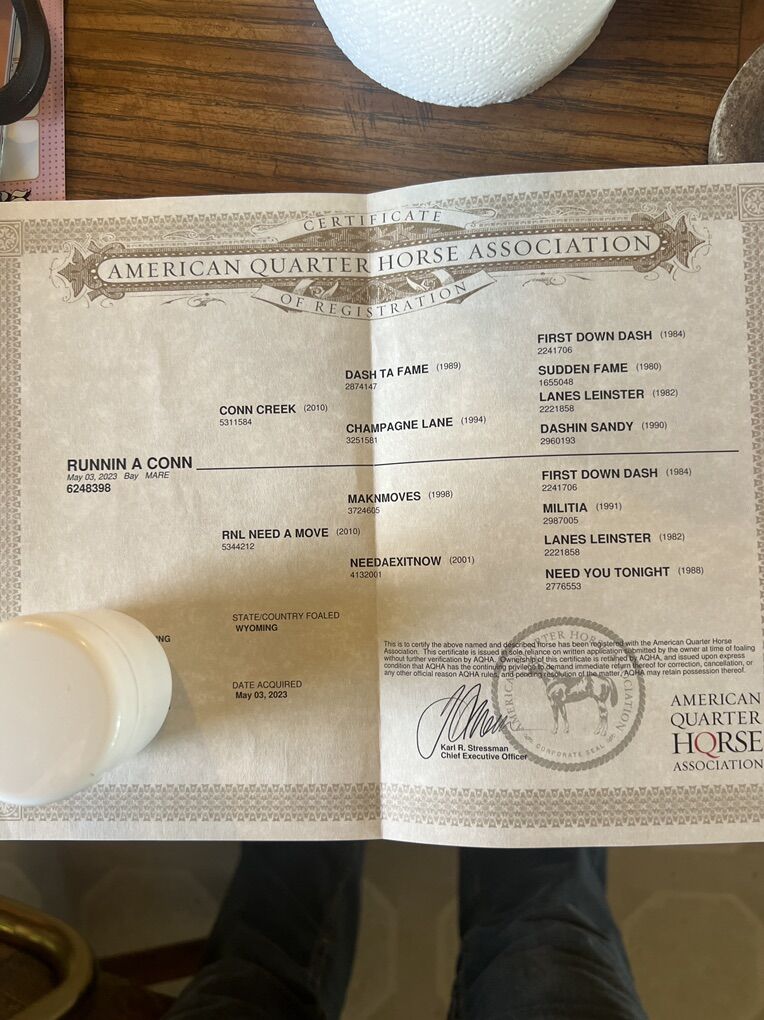 CERTIFICATE
AMERICAN QUARTER HORSE ASSOCIATION
OF REGISTRATION
FIRST DOWN DASH (1984)
2241706
DASH TA FAME (1989)
2874147
SUDDEN FAME (1980)
1655048
CONN CREEK (2010)
5311584
LANES LEINSTER (1982)
2221858
CHAMPAGNE LANE (1994)
3251581
DASHIN SANDY (1990)
2960193
RUNNIN A CONN
May 03, 2023 Bay MARE
6248398
FIRST DOWN DASH (1984)
2241706
MAKNMOVES (1998)
3724605
MILITIA (1991)
2987005
RNL NEED A MOVE (2010)
5344212
LANES LEINSTER (1982)
2221858
NEEDAEXITNOW (2001)
4132001
NEED YOU TONIGHT (1988)
2776553
STATE/COUNTRY FOALED
WYOMING
NG
DATE ACQUIRED
May 03, 2023
This is to certify the above named and described horse has been registered with the American Quarter Horse
Association. This certificate is issued in sole reliance on written application submitted by the owner at time of foaling
without further verification by AQHA. Ownership of this certificate is retained by AQHA, and issued upon express
condition that AQHA has the continuing privilege to demand immediate return thereof for correction, cancellation, or
any other official reason AQHA rules, and pending resolution of the matter, AQHA may retain possession thereof.
AMERICAN QUARTER HORSE ASSOCIATION
CORPORATE SEAL
Karl R. Stressman
Chief Executive Officer
AMERICAN
QUARTER
HORSE
ASSOCIATION